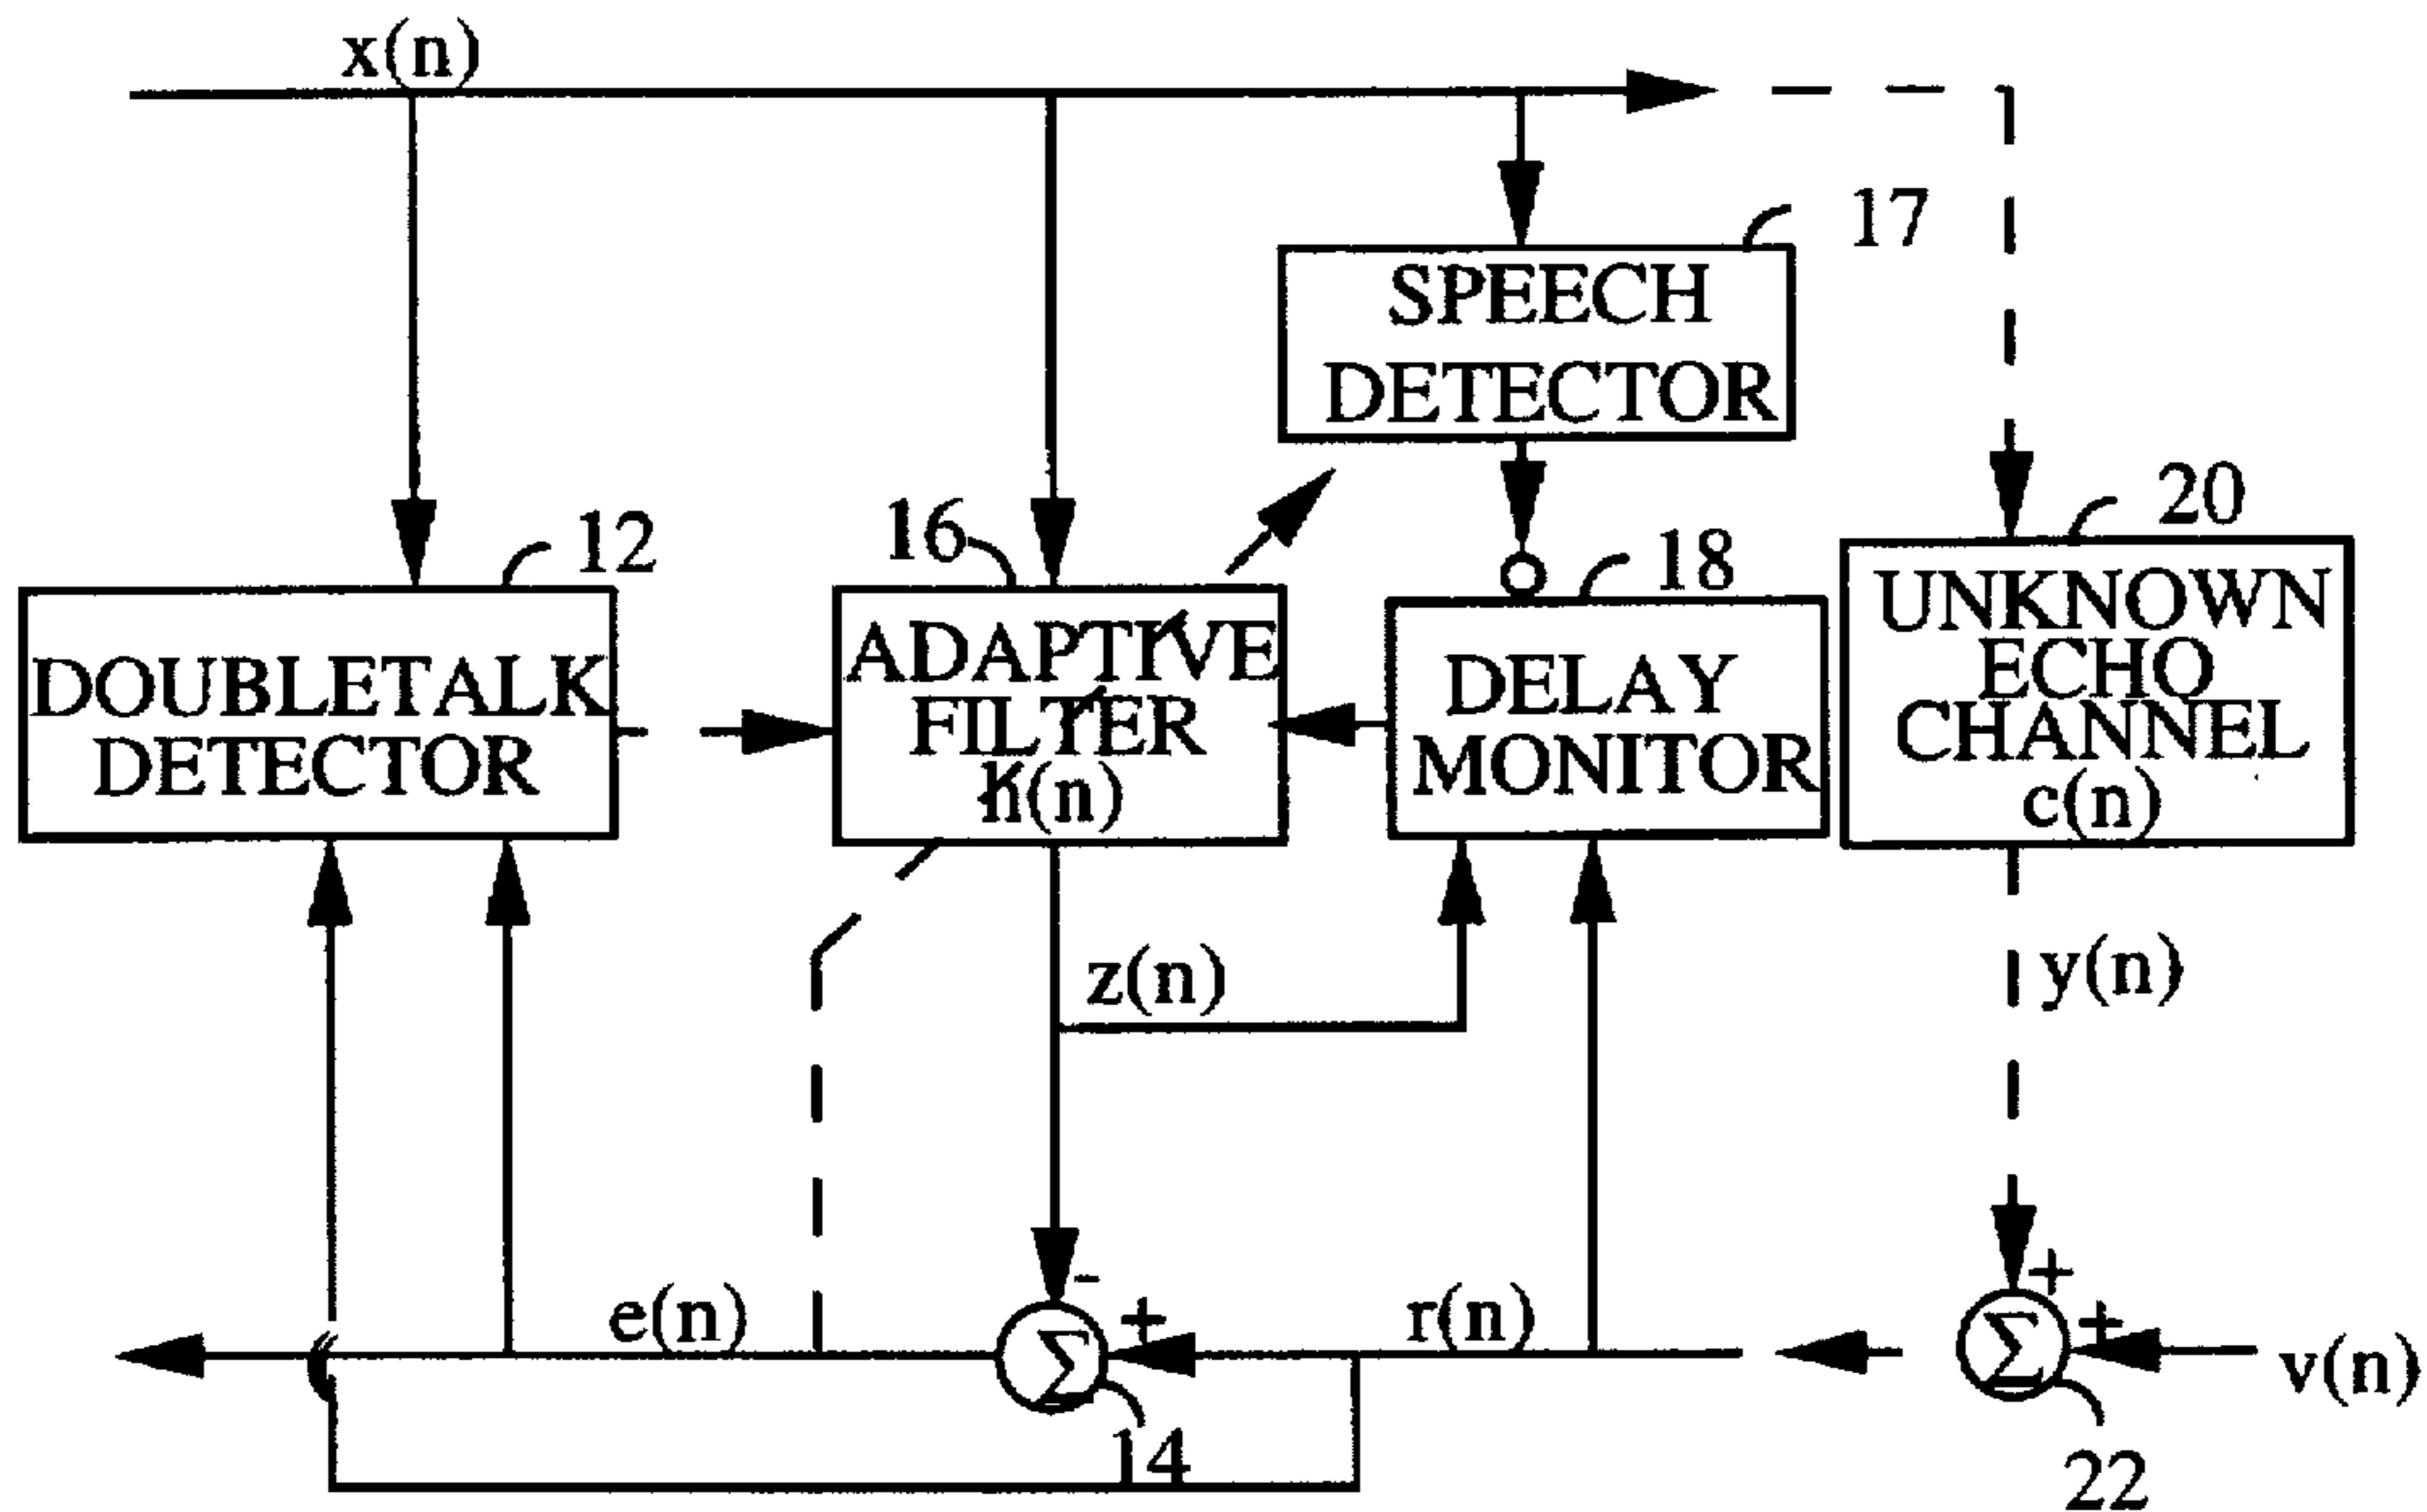 x(n)
17
SPEECH
DETECTOR
12
16
18
20
DOUBLETALK
DETECTOR
ADAPTIVE
FILTER
DELAY
MONITOR
UNKNOWN
ECHO
CHANNEL
c(n)
z(n)
y(n)
-
+
e(n)
+
r(n)
+
Σ
Σ
v(n)
14
22